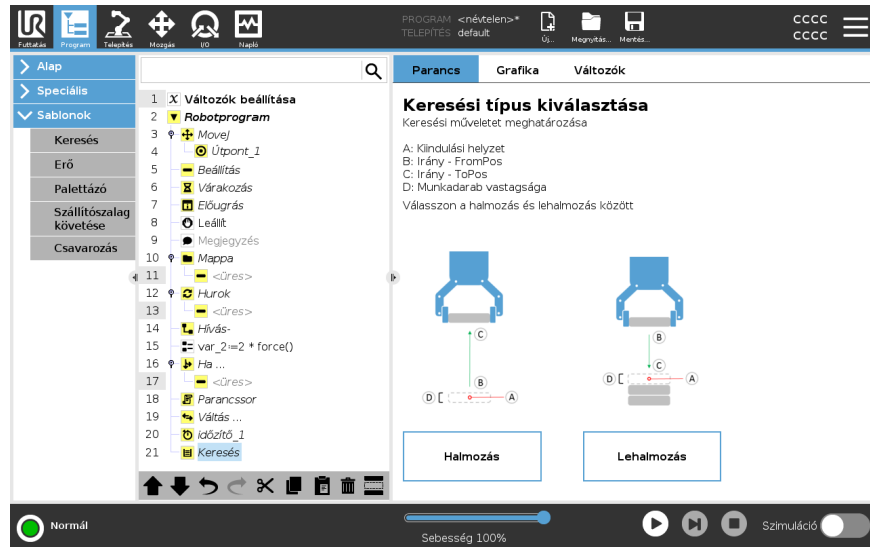 PROGRAM <névtelen>*
TELEPÍTÉS default
Futtatás
Program
Telepítés
Mozgás
I/O
Napló
Új...
Megnyitás...
Mentés...
cccc
cccc
Alap
Speciális
Sablonok
Keresés
Erő
Palettázó
Szállítószalag
követése
Csavarozás
1 X Változók beállítása
2 Robotprogram
3 MoveJ
4 Útpont_1
5 Beállítás
6 Várakozás
7 Előugrás
8 Leállít
9 Megjegyzés
10 Mappa
11 <üres>
12 Hurok
13 <üres>
14 Hívás-
15 var_2:=2 * force()
16 Ha ...
17 <üres>
18 Parancssor
19 Váltás ...
20 időzítő_1
21 Keresés
Parancs Grafika Változók
Keresési típus kiválasztása
Keresési műveletet meghatározása
A: Kiindulási helyzet
B: Irány - FromPos
C: Irány - ToPos
D: Munkadarab vastagsága
Válasszon a halmozás és lehalmozás között
C
B
D
A
B
C
D
A
Halmozás
Lehalmozás
Normál
Sebesség 100%
Szimuláció